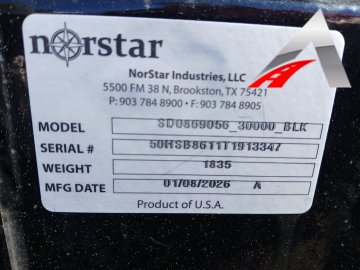 norstar
NorStar Industries, LLC
5500 FM 38 N, Brookston, TX 75421
P: 903 784 8900 • F: 903 784 8905
MODEL SD0869056_30000_BLK
SERIAL # 50HSB8611T1913347
WEIGHT 1835
MFG DATE 01/08/2026 A
Product of U.S.A.